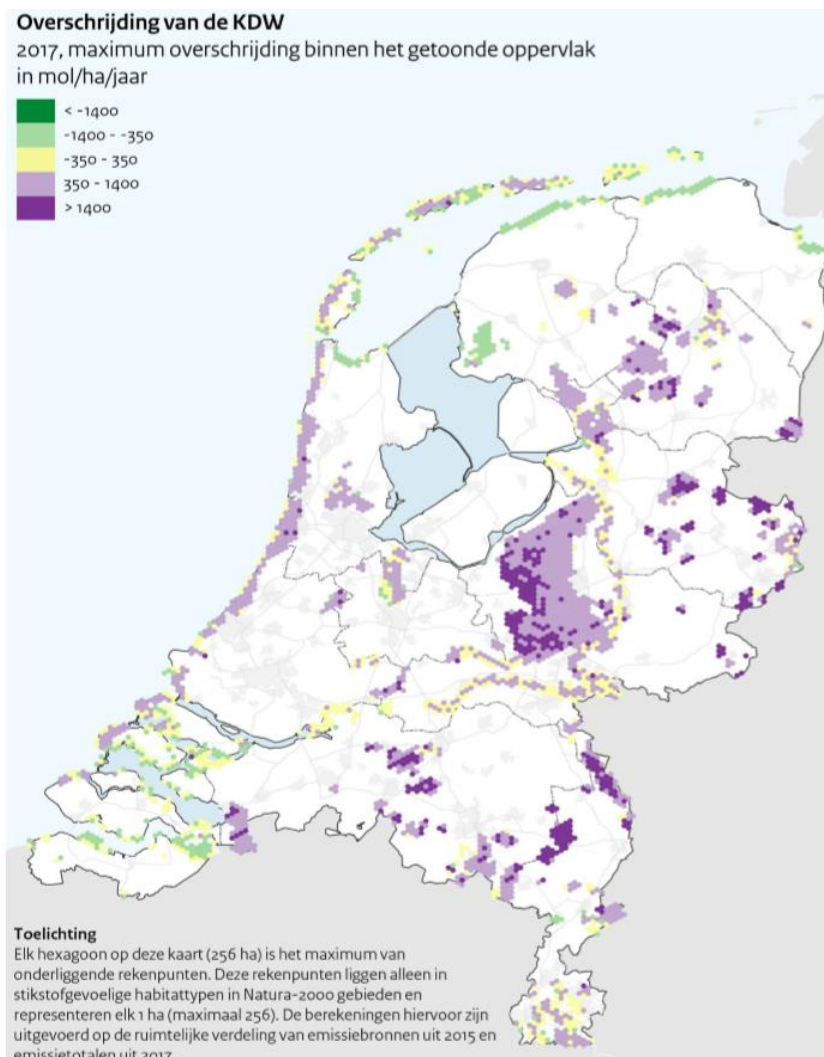 Overschrijding van de KDW
2017, maximum overschrijding binnen het getoonde oppervlak
in mol/ha/jaar
< -1400
-1400 - -350
-350 - 350
350 - 1400
> 1400
Toelichting
Elk hexagoon op deze kaart (256 ha) is het maximum van
onderliggende rekenpunten. Deze rekenpunten liggen alleen in
stikstofgevoelige habitattypen in Natura-2000 gebieden en
representeren elk 1 ha (maximaal 256). De berekeningen hiervoor zijn
uitgevoerd op de ruimtelijke verdeling van emissiebronnen uit 2015 en
emissietotalen uit 2017